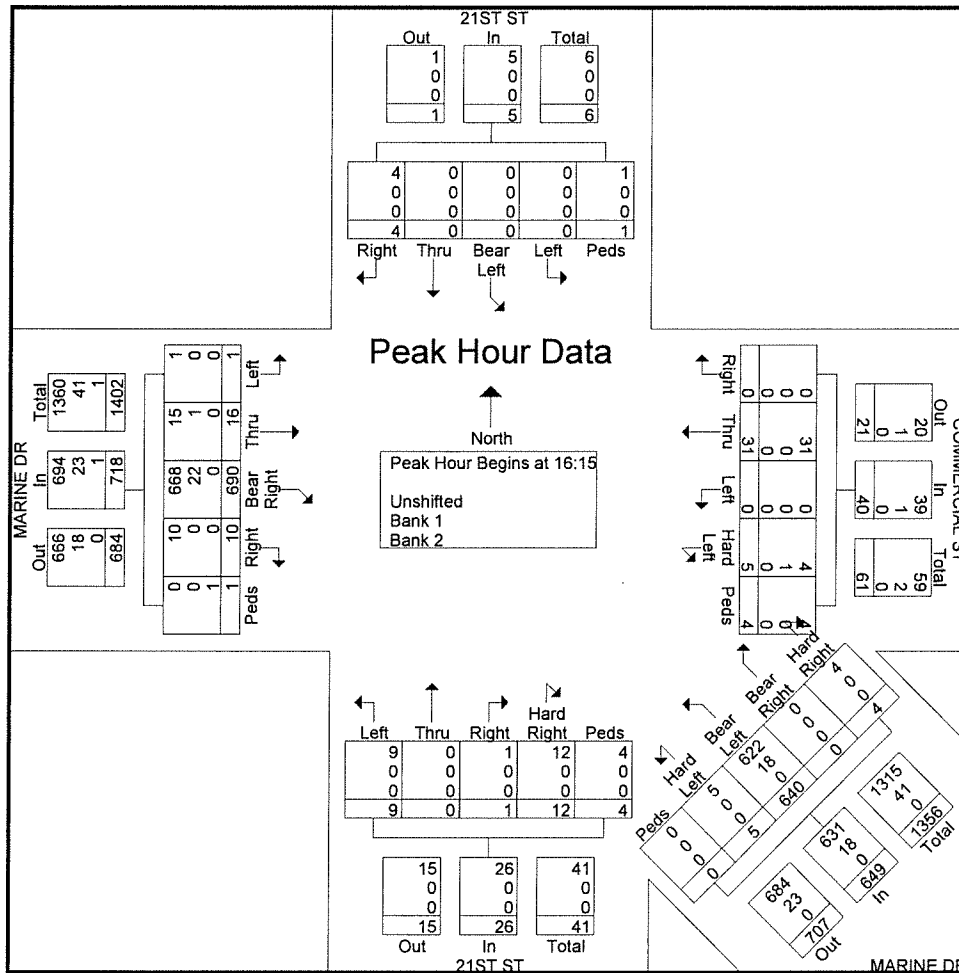 21ST ST
Out In Total
1 5 6
0 0 0
0 0 0
1 5 6
4 0 0 0 1
0 0 0 0 0
0 0 0 0 0
4 0 0 0 1
Right Thru Bear Left Left Peds
Peak Hour Data
North
Peak Hour Begins at 16:15
Unshifted
Bank 1
Bank 2
MARINE DR
Total
1360 41 1 1402
In
694 23 1 718
Out
666 18 0 684
1 0 0 1 Left
15 1 0 16 Thru
668 22 0 690 Bear Right
10 0 0 10 Right
0 0 1 1 Peds
Right 0 0 0 0
Thru 31 0 0 31
Left 0 0 0 0
Hard Left 4 1 0 5
Peds 4 0 0 4
COMMERCIAL ST
Out
20 1 0 21
In
39 1 0 40
Total
59 2 0 61
Left Thru Right Hard Right Peds
9 0 1 12 4
0 0 0 0 0
0 0 0 0 0
9 0 1 12 4
15 26 41
0 0 0
0 0 0
15 26 41
Out In Total
21ST ST
Peds 0 0 0 0
Hard Left 5 0 0 5
Bear Left 622 18 0 640
Bear Right 0 0 0 0
Hard Right 4 0 0 4
684 23 0 707 Out
631 18 0 649 In
1315 41 0 1356 Total
MARINE DR